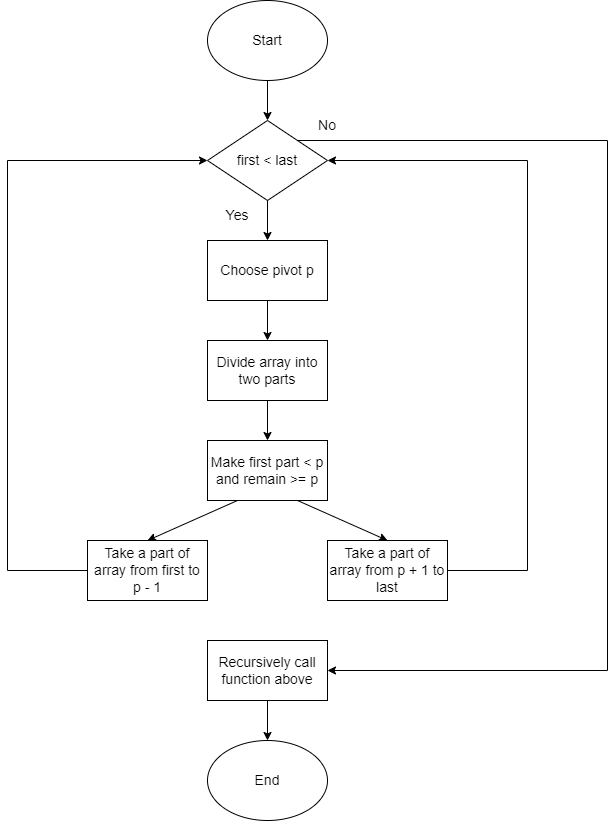 Start
No
first < last
Yes
Choose pivot p
Divide array into
two parts
Make first part < p
and remain >= p
Take a part of
array from first to
p - 1
Take a part of
array from p + 1 to
last
Recursively call
function above
End